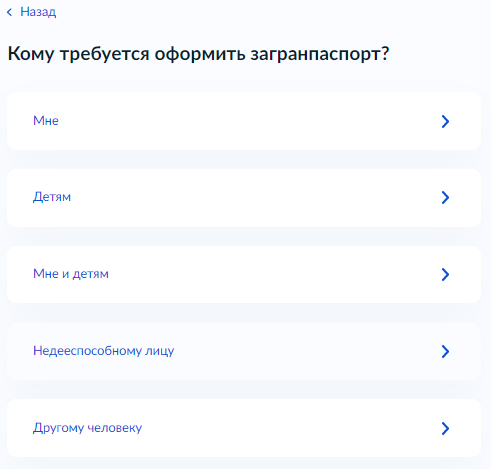 Назад
Кому требуется оформить загранпаспорт?
Мне
Детям
Мне и детям
Недееспособному лицу
Другому человеку